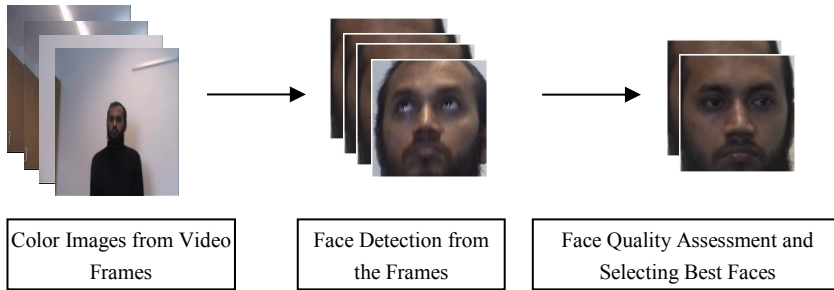 Color Images from Video
Frames
Face Detection from
the Frames
Face Quality Assessment and
Selecting Best Faces